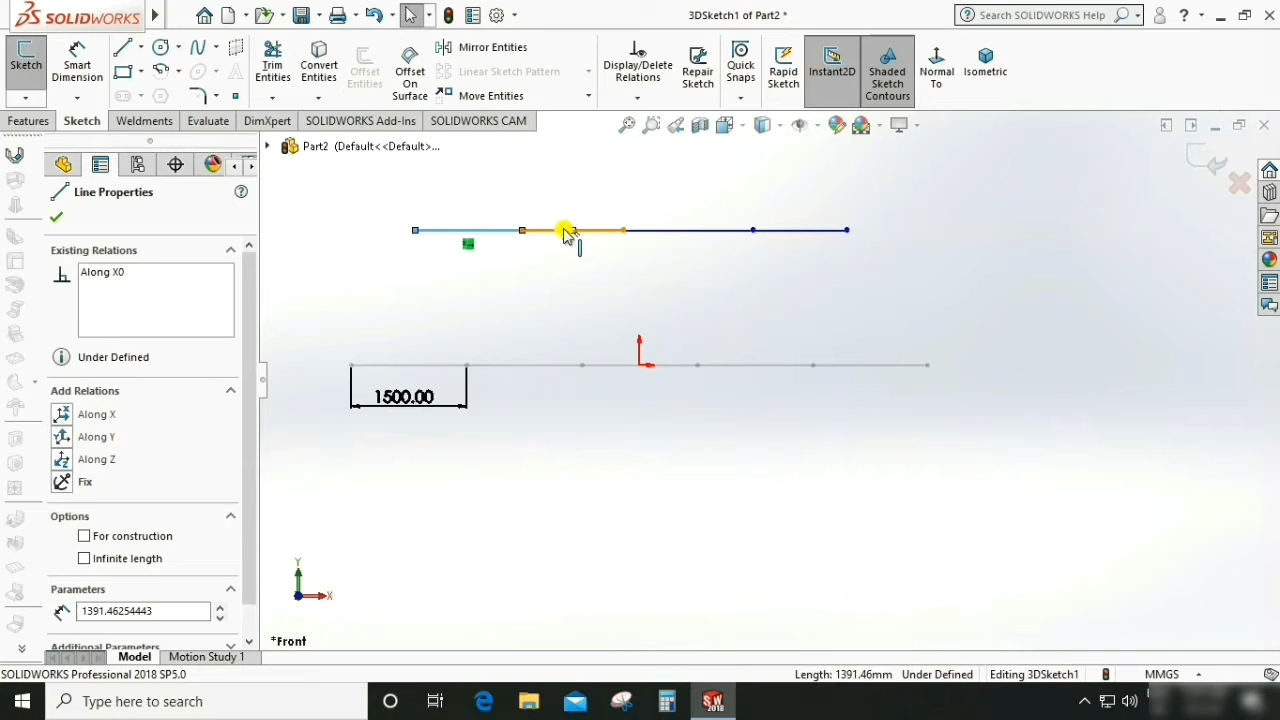 SOLIDWORKS
3DSketch1 of Part2 *
Search SOLIDWORKS Help
?
Sketch
Smart Dimension
Trim Entities
Convert Entities
Offset Entities
Offset On Surface
Mirror Entities
Linear Sketch Pattern
Move Entities
Display/Delete Relations
Repair Sketch
Quick Snaps
Rapid Sketch
Instant2D
Shaded Sketch Contours
Normal To
Isometric
Features
Sketch
Weldments
Evaluate
DimXpert
SOLIDWORKS Add-Ins
SOLIDWORKS CAM
Part2 (Default<<Default>...
Line Properties
?
Existing Relations
Along X0
Under Defined
Add Relations
Along X
Along Y
Along Z
Fix
Options
For construction
Infinite length
Parameters
1391.46254443
Additional Parameters
1500.00
Y
X
*Front
Model
Motion Study 1
SOLIDWORKS Professional 2018 SP5.0
Length: 1391.46mm
Under Defined
Editing 3DSketch1
MMGS
Type here to search
SW
2018